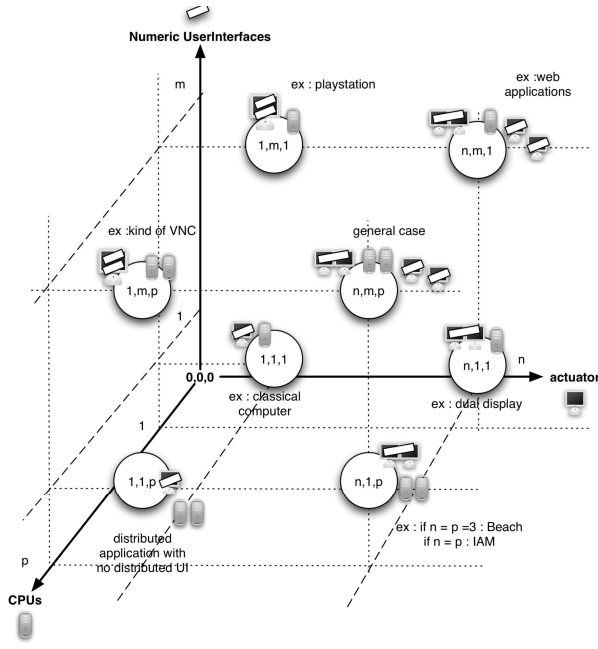 Numeric UserInterfaces
m
ex : playstation
ex :web
applications
1,m,1
n,m,1
ex :kind of VNC
general case
1,m,p
n,m,p
1
1,1,1
n,1,1
n
0,0,0
actuator
ex : classical
computer
ex : dual display
1
1,1,p
n,1,p
distributed
application with
no distributed UI
ex : if n = p =3 : Beach
if n = p : IAM
p
CPUs